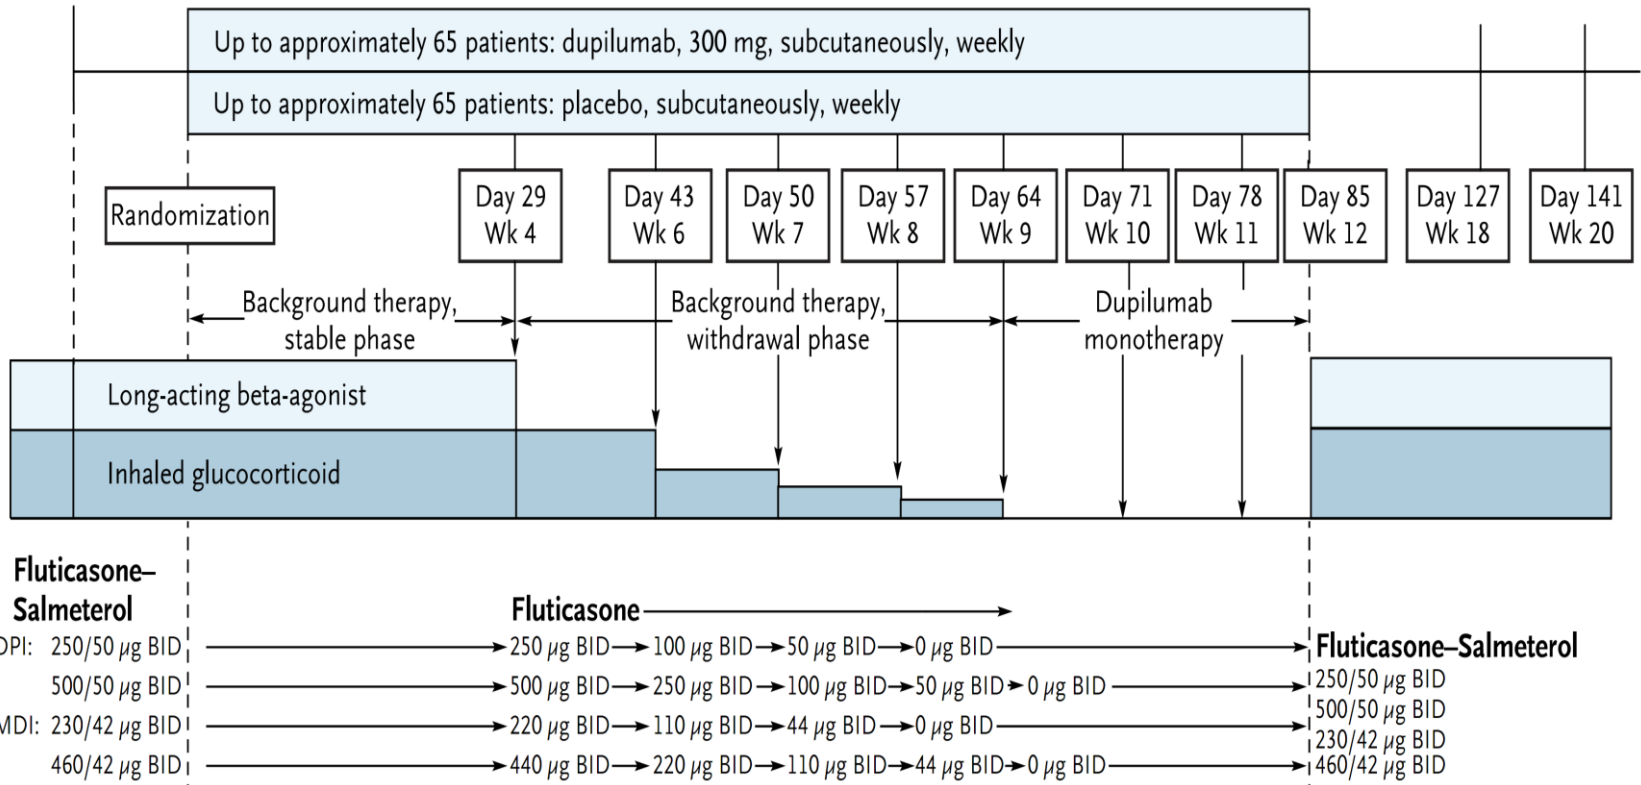 Up to approximately 65 patients: dupilumab, 300 mg, subcutaneously, weekly
Up to approximately 65 patients: placebo, subcutaneously, weekly
Randomization
Day 29
Wk 4
Day 43
Wk 6
Day 50
Wk 7
Day 57
Wk 8
Day 64
Wk 9
Day 71
Wk 10
Day 78
Wk 11
Day 85
Wk 12
Day 127
Wk 18
Day 141
Wk 20
Background therapy,
stable phase
Background therapy,
withdrawal phase
Dupilumab
monotherapy
Long-acting beta-agonist
Inhaled glucocorticoid
Fluticasone–
Salmeterol
Fluticasone
DPI: 250/50 µg BID 250 µg BID 100 µg BID 50 µg BID 0 µg BID
500/50 µg BID 500 µg BID 250 µg BID 100 µg BID 50 µg BID 0 µg BID
MDI: 230/42 µg BID 220 µg BID 110 µg BID 44 µg BID 0 µg BID
460/42 µg BID 440 µg BID 220 µg BID 110 µg BID 44 µg BID 0 µg BID
Fluticasone–Salmeterol
250/50 µg BID
500/50 µg BID
230/42 µg BID
460/42 µg BID